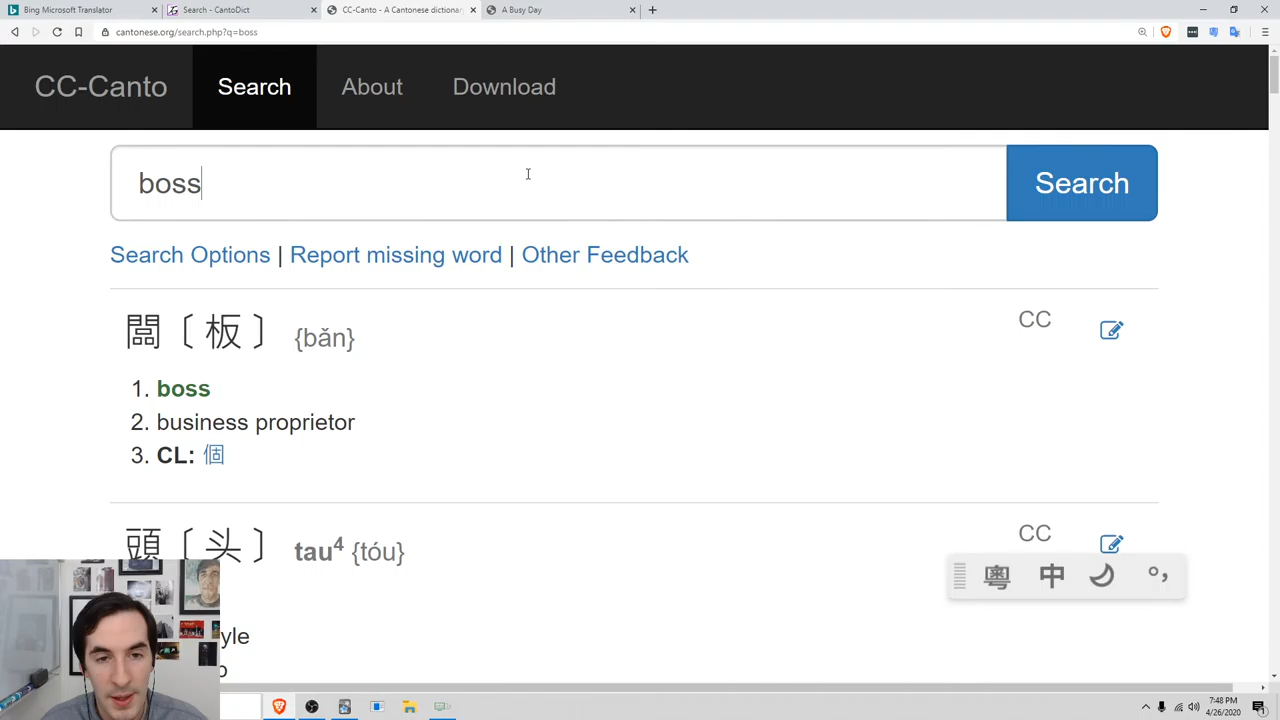 Bing Microsoft Translator
Search - CantoDict
CC-Canto - A Cantonese dictionar
A Busy Day
cantonese.org/search.php?q=boss
CC-Canto
Search
About
Download
boss
Search
Search Options | Report missing word | Other Feedback
闆〔板〕 {bǎn}
CC
1. boss
2. business proprietor
3. CL: 個
頭〔头〕 tau4 {tóu}
CC
粵 中
yle
7:48 PM
4/26/2020